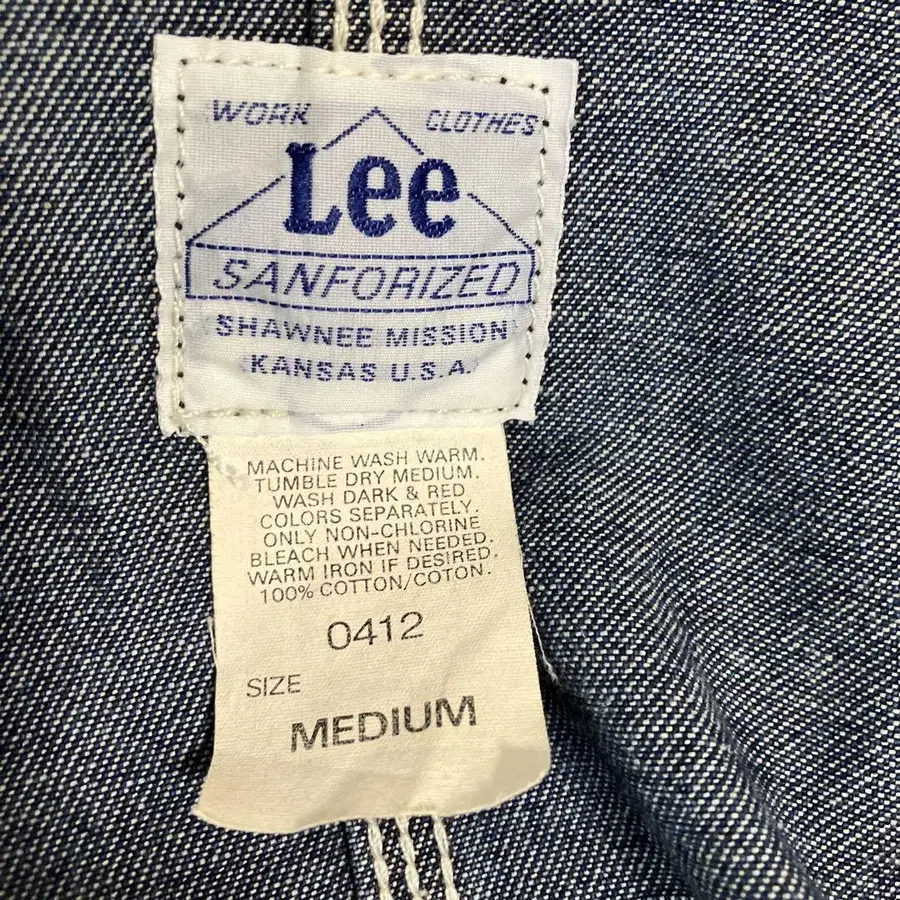 WORK CLOTHES
Lee
SANFORIZED
SHAWNEE MISSION
KANSAS U.S.A.
MACHINE WASH WARM.
TUMBLE DRY MEDIUM.
WASH DARK & RED
COLORS SEPARATELY.
ONLY NON-CHLORINE
BLEACH WHEN NEEDED.
WARM IRON IF DESIRED.
100% COTTON/COTON.
0412
SIZE
MEDIUM